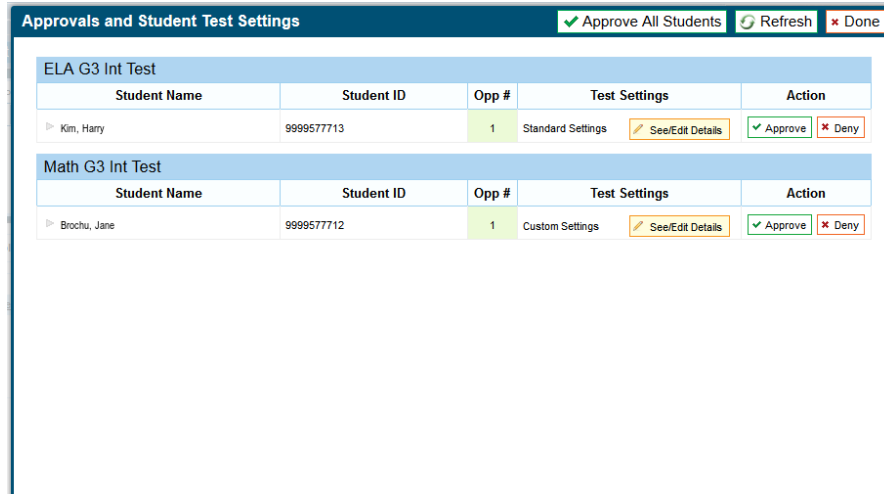 Approvals and Student Test Settings Approve All Students Refresh Done
ELA G3 Int Test
Student Name Student ID Opp # Test Settings Action
Kim, Harry 9999577713 1 Standard Settings See/Edit Details Approve Deny
Math G3 Int Test
Student Name Student ID Opp # Test Settings Action
Brochu, Jane 9999577712 1 Custom Settings See/Edit Details Approve Deny